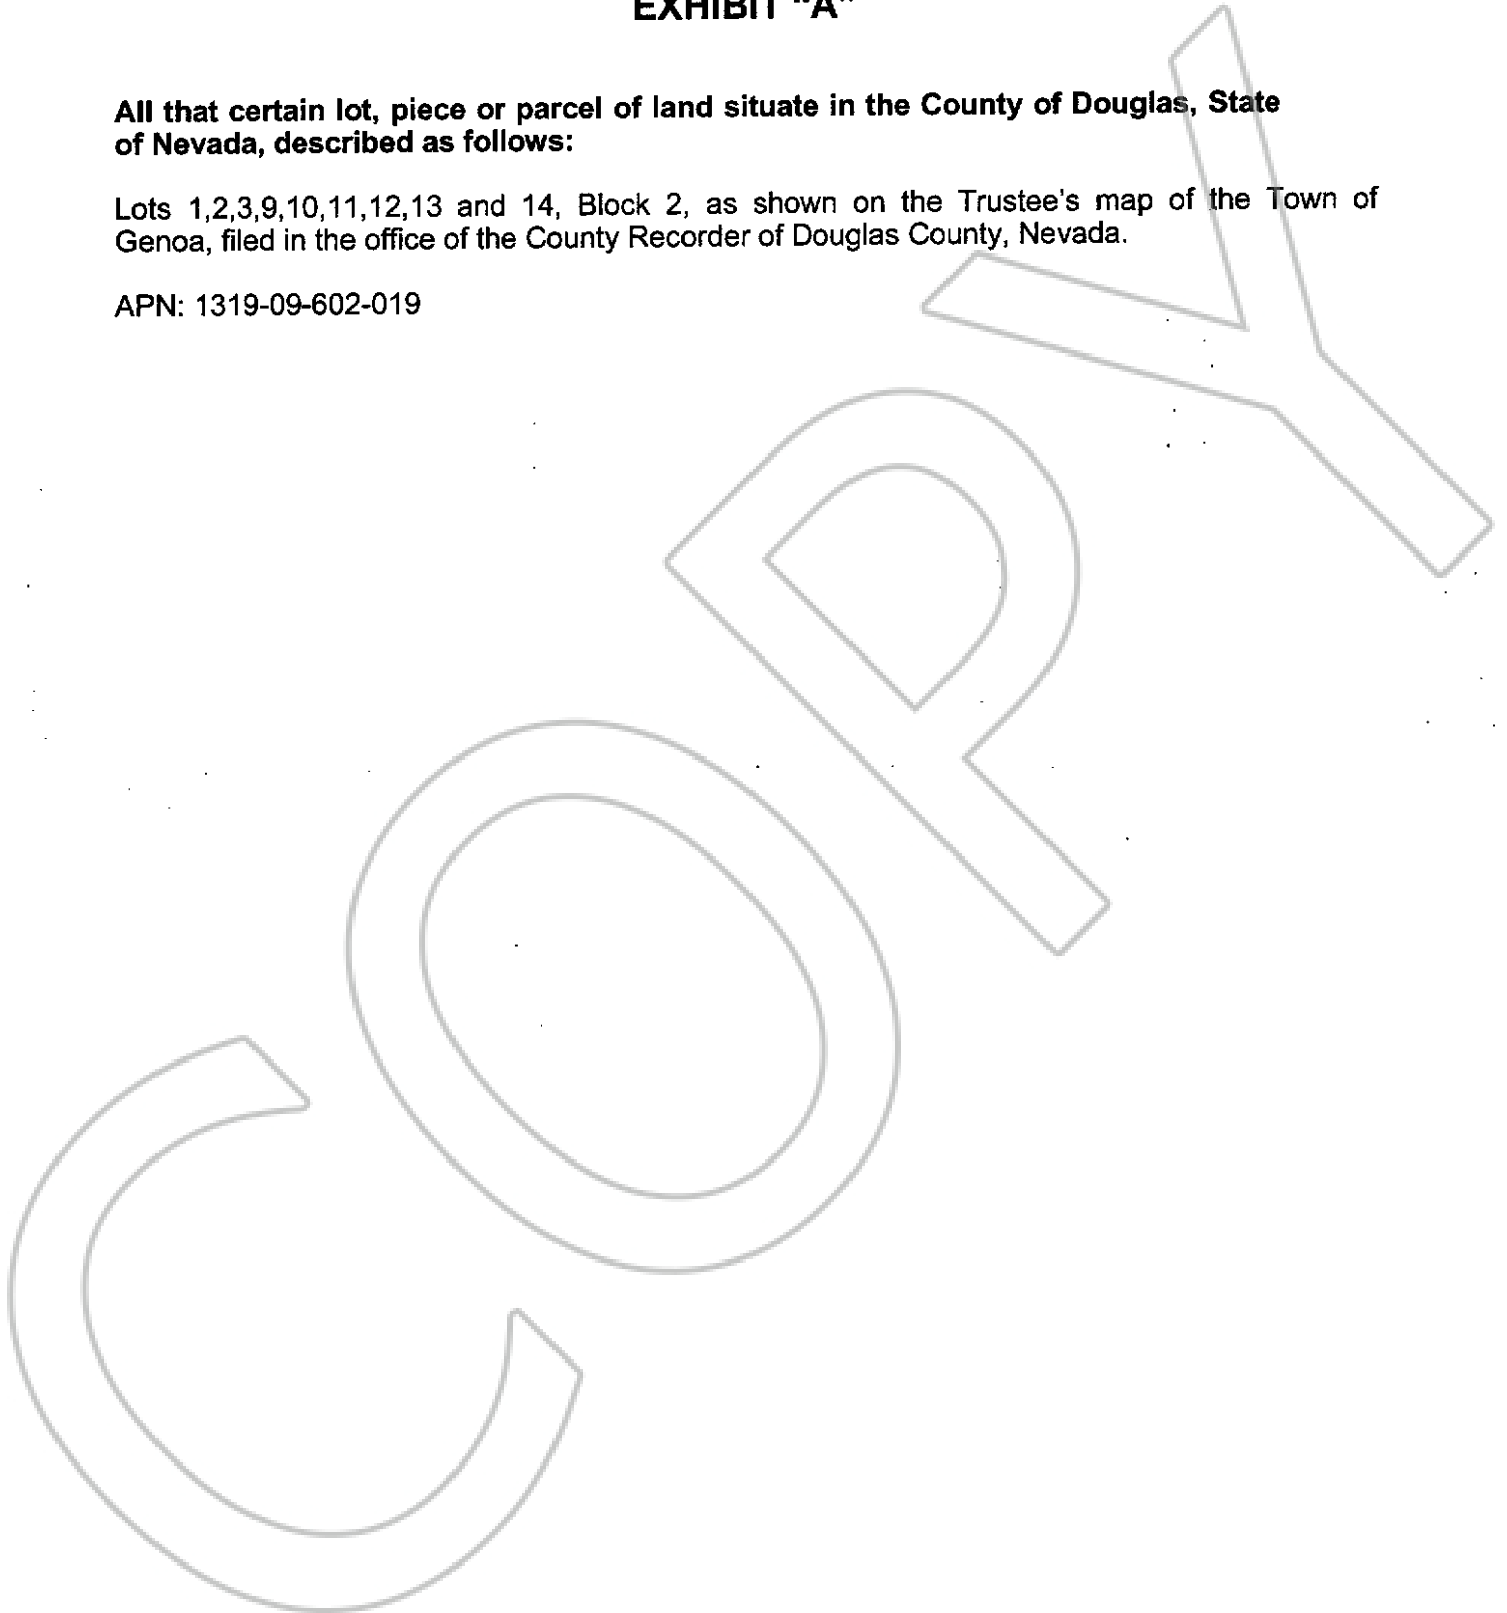 EXHIBIT "A"
All that certain lot, piece or parcel of land situate in the County of Douglas, State
of Nevada, described as follows:
Lots 1,2,3,9,10,11,12,13 and 14, Block 2, as shown on the Trustee's map of the Town of
Genoa, filed in the office of the County Recorder of Douglas County, Nevada.
APN: 1319-09-602-019
COPY